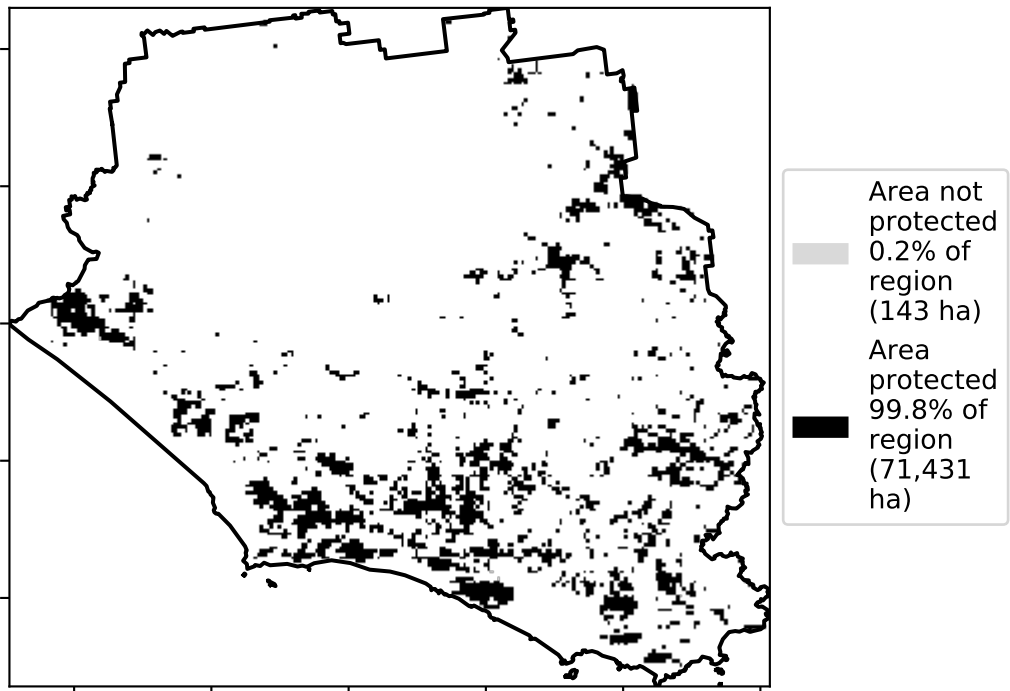 Area not
protected
0.2% of
region
(143 ha)
Area
protected
99.8% of
region
(71,431
ha)